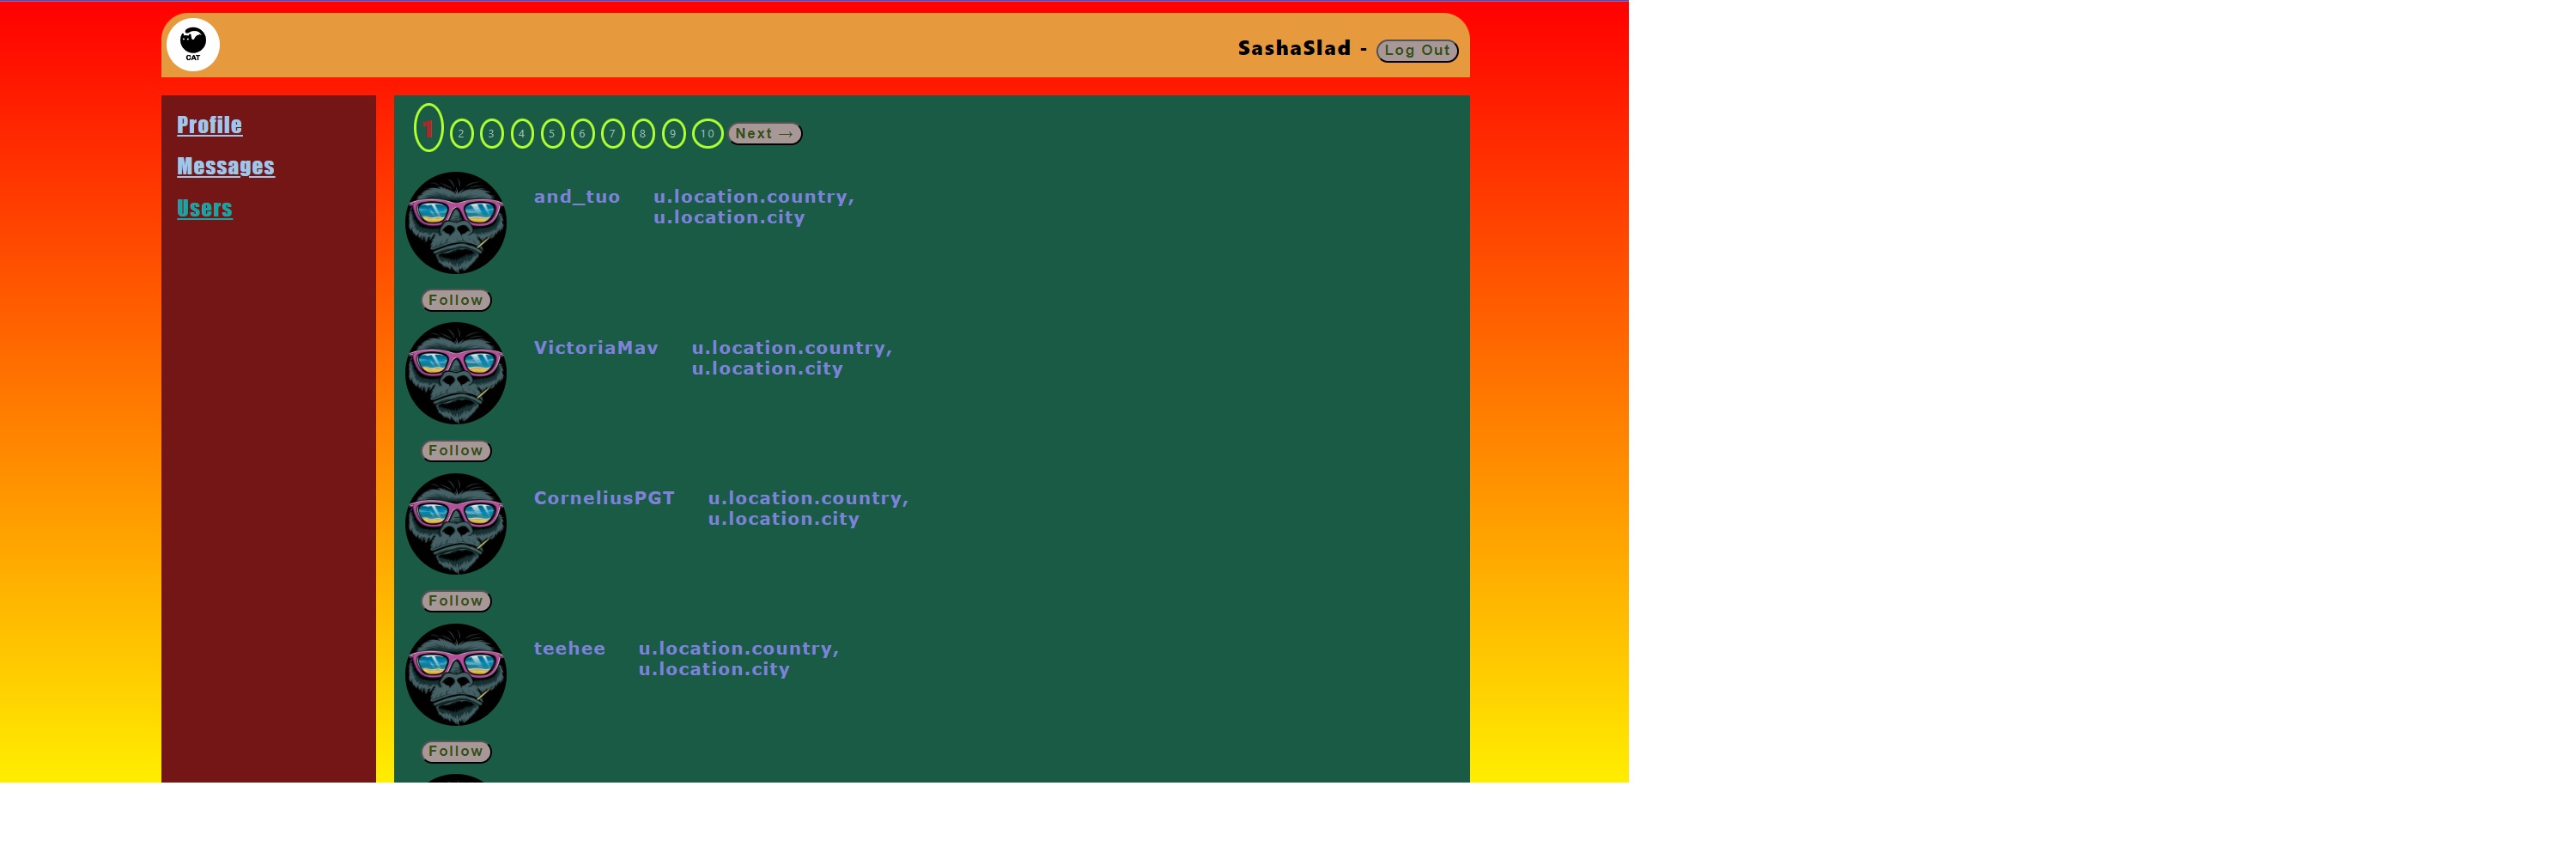 CAT
SashaSlad - Log Out
Profile
Messages
Users
1 2 3 4 5 6 7 8 9 10 Next →
and_tuo u.location.country,
u.location.city
Follow
VictoriaMav u.location.country,
u.location.city
Follow
CorneliusPGT u.location.country,
u.location.city
Follow
teehee u.location.country,
u.location.city
Follow